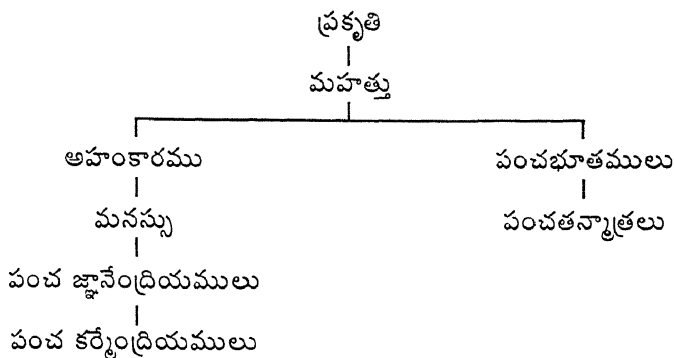 ప్రకృతి
మహత్తు
అహంకారము పంచభూతములు
మనస్సు పంచతన్మాత్రలు
పంచ జ్ఞానేంద్రియములు
పంచ కర్మేంద్రియములు